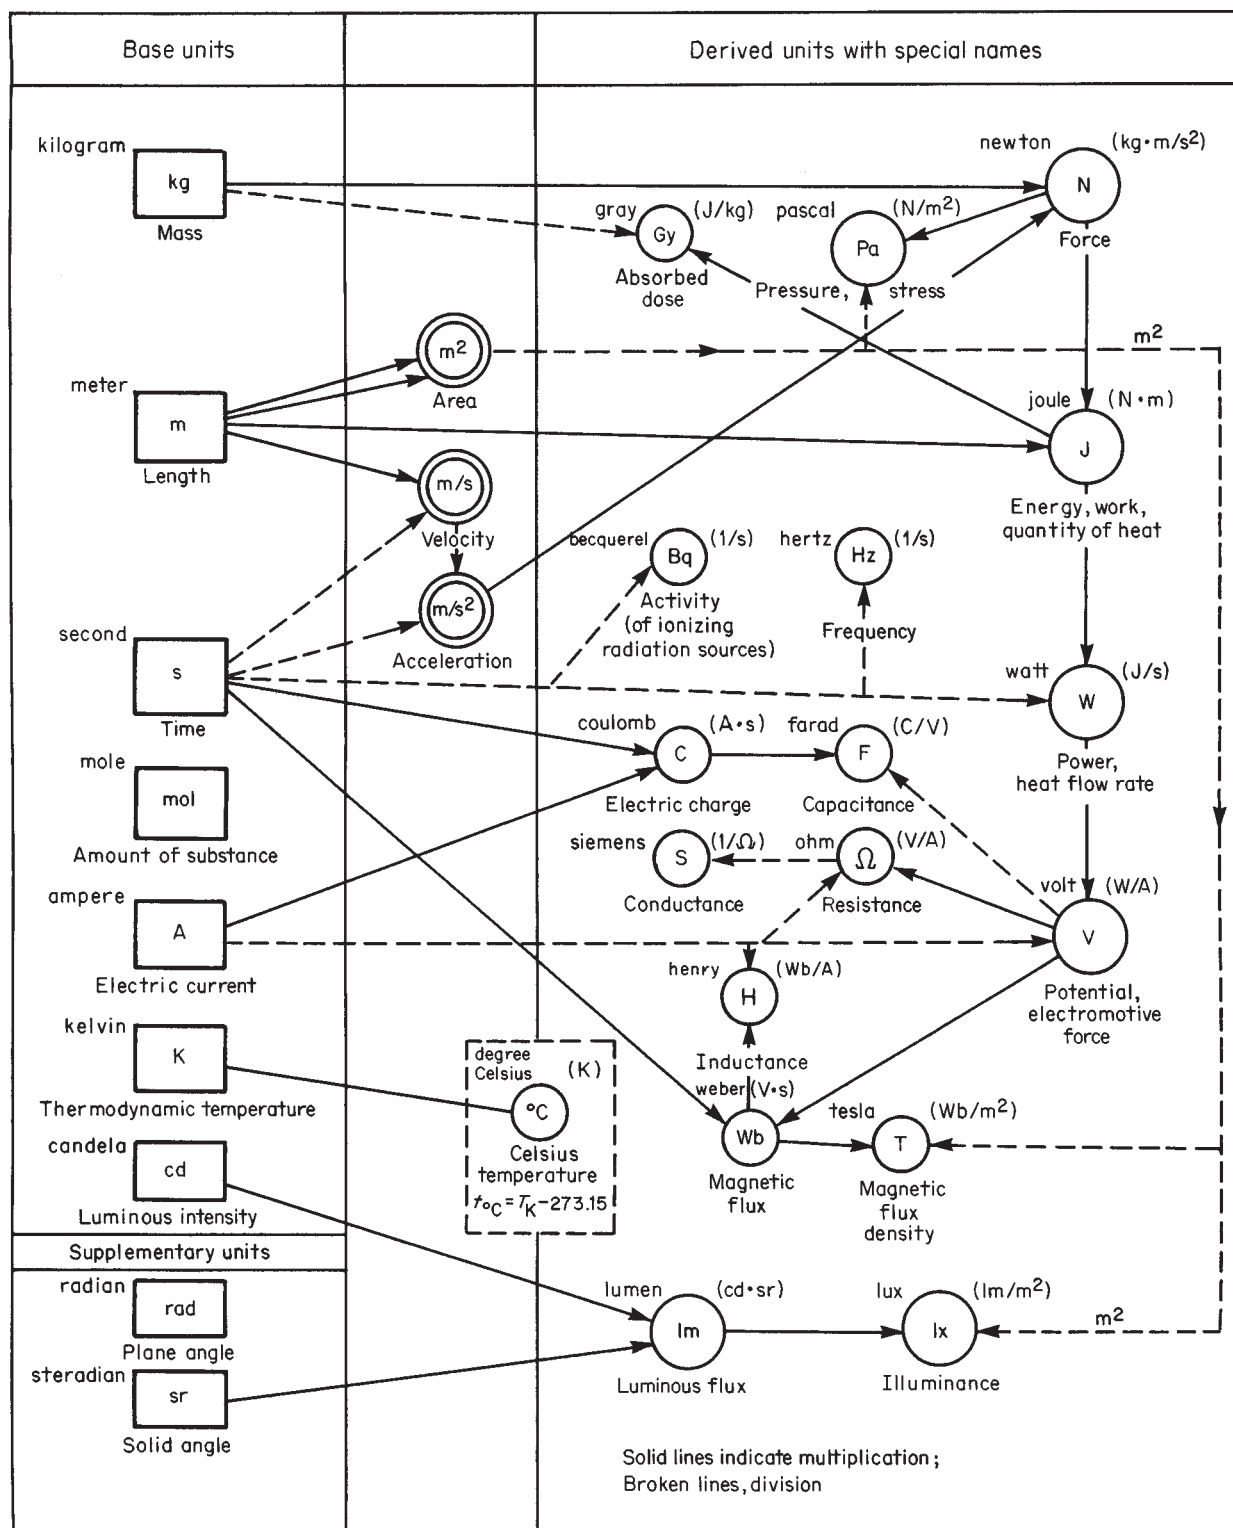 Base units
Derived units with special names
kilogram
kg
Mass
newton
(kg·m/s²)
N
Force
gray
(J/kg)
Gy
Absorbed
dose
pascal
(N/m²)
Pa
Pressure, stress
m²
Area
m²
meter
m
Length
joule
(N·m)
J
Energy, work,
quantity of heat
m/s
Velocity
becquerel
(1/s)
Bq
Activity
(of ionizing
radiation sources)
hertz
(1/s)
Hz
Frequency
m/s²
Acceleration
second
s
Time
watt
(J/s)
W
Power,
heat flow rate
coulomb
(A·s)
C
Electric charge
farad
(C/V)
F
Capacitance
mole
mol
Amount of substance
siemens
(1/Ω)
S
Conductance
ohm
(V/A)
Ω
Resistance
volt
(W/A)
V
Potential,
electromotive
force
ampere
A
Electric current
henry
(Wb/A)
H
Inductance
kelvin
K
Thermodynamic temperature
degree
Celsius
(K)
°C
Celsius
temperature
t°C = TK – 273.15
weber
(V·s)
Wb
Magnetic
flux
tesla
(Wb/m²)
T
Magnetic
flux
density
candela
cd
Luminous intensity
Supplementary units
radian
rad
Plane angle
lumen
(cd·sr)
lm
Luminous flux
lux
(lm/m²)
lx
Illuminance
m²
steradian
sr
Solid angle
Solid lines indicate multiplication;
Broken lines, division